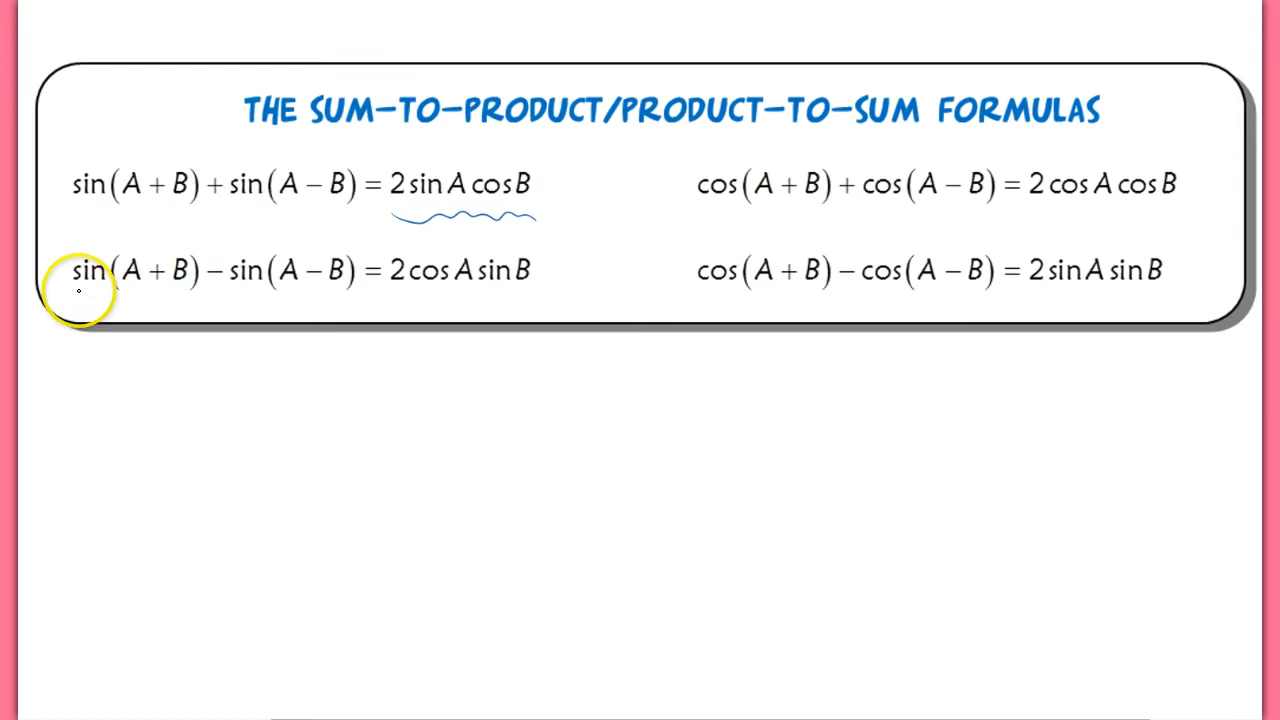 THE SUM-TO-PRODUCT/PRODUCT-TO-SUM FORMULAS
sin(A + B) + sin(A − B) = 2 sin A cos B
cos(A + B) + cos(A − B) = 2 cos A cos B
sin(A + B) − sin(A − B) = 2 cos A sin B
cos(A + B) − cos(A − B) = 2 sin A sin B